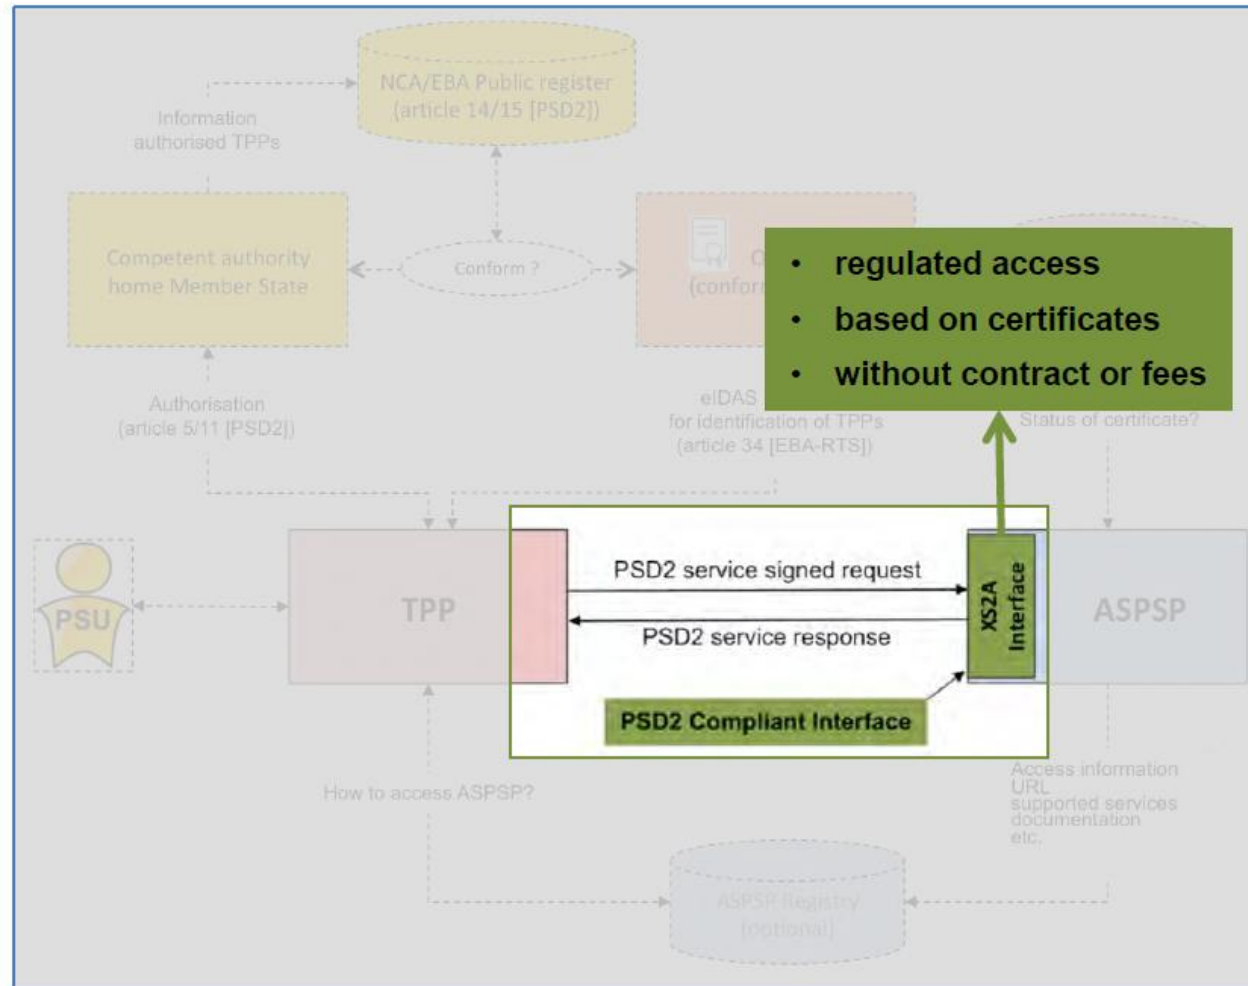 NCA/EBA Public register
(article 14/15 [PSD2])
Information
authorised TPPs
Competent authority
home Member State
Conform ?
(conform
• regulated access
• based on certificates
• without contract or fees
Authorisation
(article 5/11 [PSD2])
eIDAS
for identification of TPPs
(article 34 [EBA-RTS])
Status of certificate?
PSU
TPP
PSD2 service signed request
PSD2 service response
XS2A
Interface
ASPSP
PSD2 Compliant Interface
How to access ASPSP?
Access information
URL
supported services
documentation
etc.
ASPSP Registry
(optional)